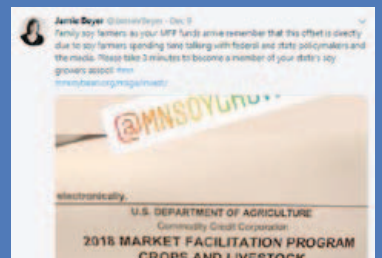 Jamie Beyer @JamieVBeyer · Dec 9
Family soy farmers as your MFP funds arrive remember that this offset is directly
due to soy farmers spending time talking with federal and state policymakers and
the media. Please take 3 minutes to become a member of your state's soy
growers assoc!!
@MNSOYGROW
electronically.
U.S. DEPARTMENT OF AGRICULTURE
Commodity Credit Corporation
2018 MARKET FACILITATION PROGRAM
CROPS AND LIVESTOCK